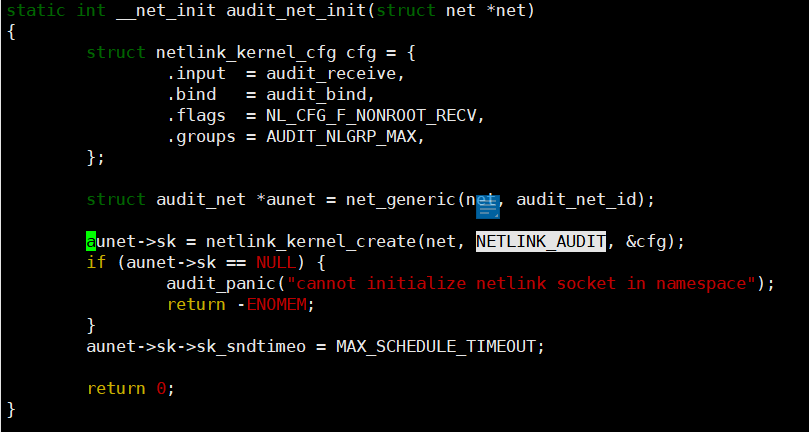 static int __net_init audit_net_init(struct net *net)
{
        struct netlink_kernel_cfg cfg = {
                .input  = audit_receive,
                .bind   = audit_bind,
                .flags  = NL_CFG_F_NONROOT_RECV,
                .groups = AUDIT_NLGRP_MAX,
        };

        struct audit_net *aunet = net_generic(net, audit_net_id);

        aunet->sk = netlink_kernel_create(net, NETLINK_AUDIT, &cfg);
        if (aunet->sk == NULL) {
                audit_panic("cannot initialize netlink socket in namespace");
                return -ENOMEM;
        }
        aunet->sk->sk_sndtimeo = MAX_SCHEDULE_TIMEOUT;

        return 0;
}